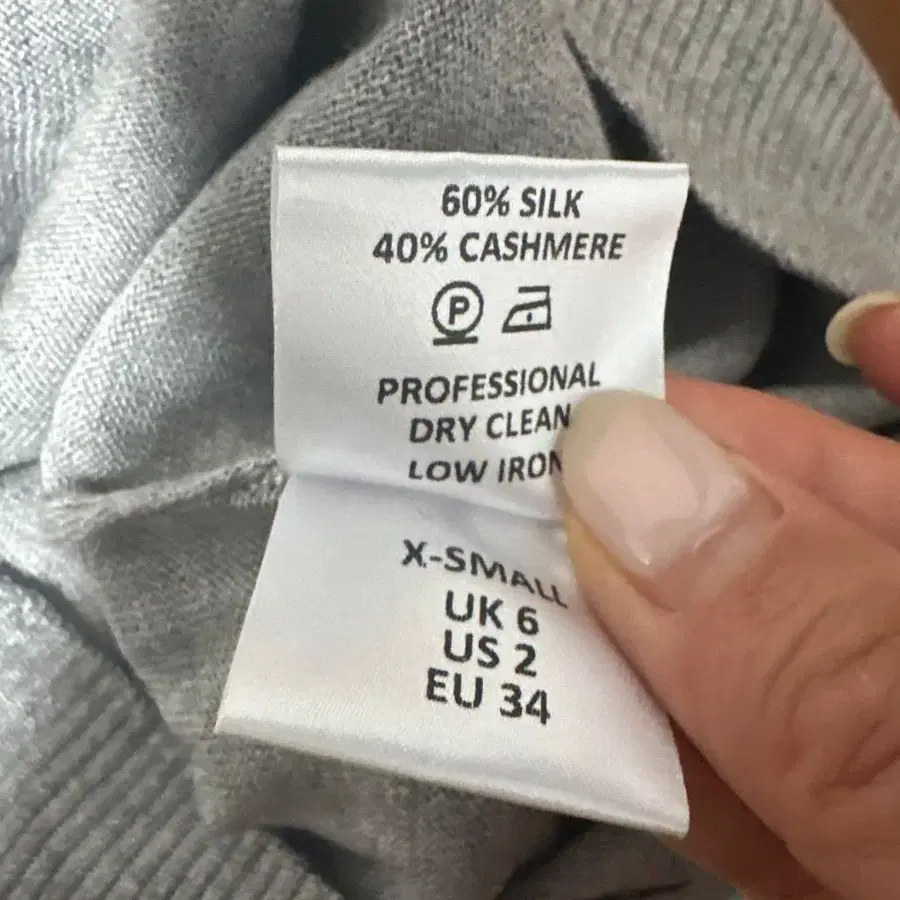 60% SILK
40% CASHMERE
P
PROFESSIONAL
DRY CLEAN
LOW IRON
X-SMALL
UK 6
US 2
EU 34